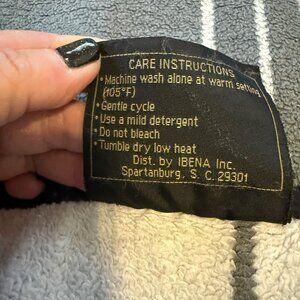 CARE INSTRUCTIONS
•Machine wash alone at warm setting
(105°F)
•Gentle cycle
•Use a mild detergent
•Do not bleach
•Tumble dry low heat
Dist. by IBENA Inc.
Spartanburg, S. C. 29301